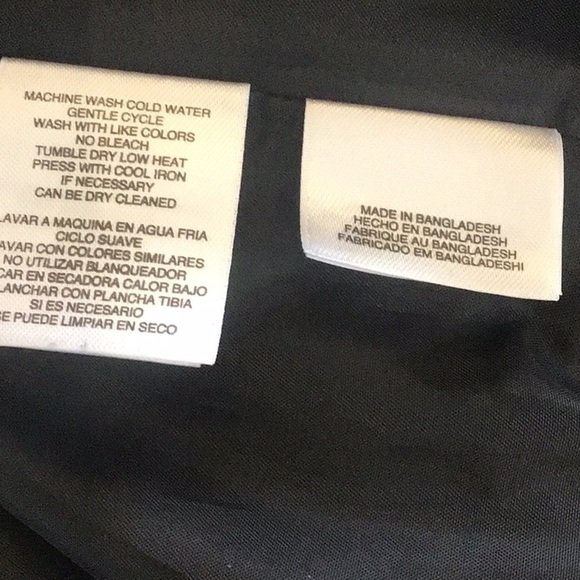 MACHINE WASH COLD WATER
GENTLE CYCLE
WASH WITH LIKE COLORS
NO BLEACH
TUMBLE DRY LOW HEAT
PRESS WITH COOL IRON
IF NECESSARY
CAN BE DRY CLEANED
LAVAR A MAQUINA EN AGUA FRIA
CICLO SUAVE
AVAR CON COLORES SIMILARES
NO UTILIZAR BLANQUEADOR
CAR EN SECADORA CALOR BAJO
LANCHAR CON PLANCHA TIBIA
SI ES NECESARIO
SE PUEDE LIMPIAR EN SECO
MADE IN BANGLADESH
HECHO EN BANGLADESH
FABRIQUE AU BANGLADESH
FABRICADO EM BANGLADESHI